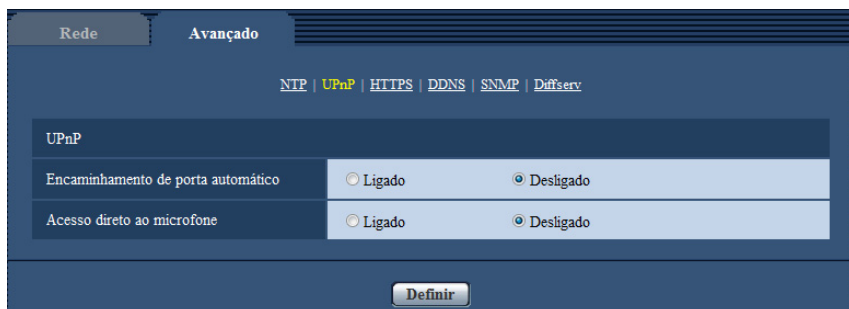 Rede Avançado
NTP | UPnP | HTTPS | DDNS | SNMP | Diffserv
UPnP
Encaminhamento de porta automático Ligado Desligado
Acesso direto ao microfone Ligado Desligado
Definir